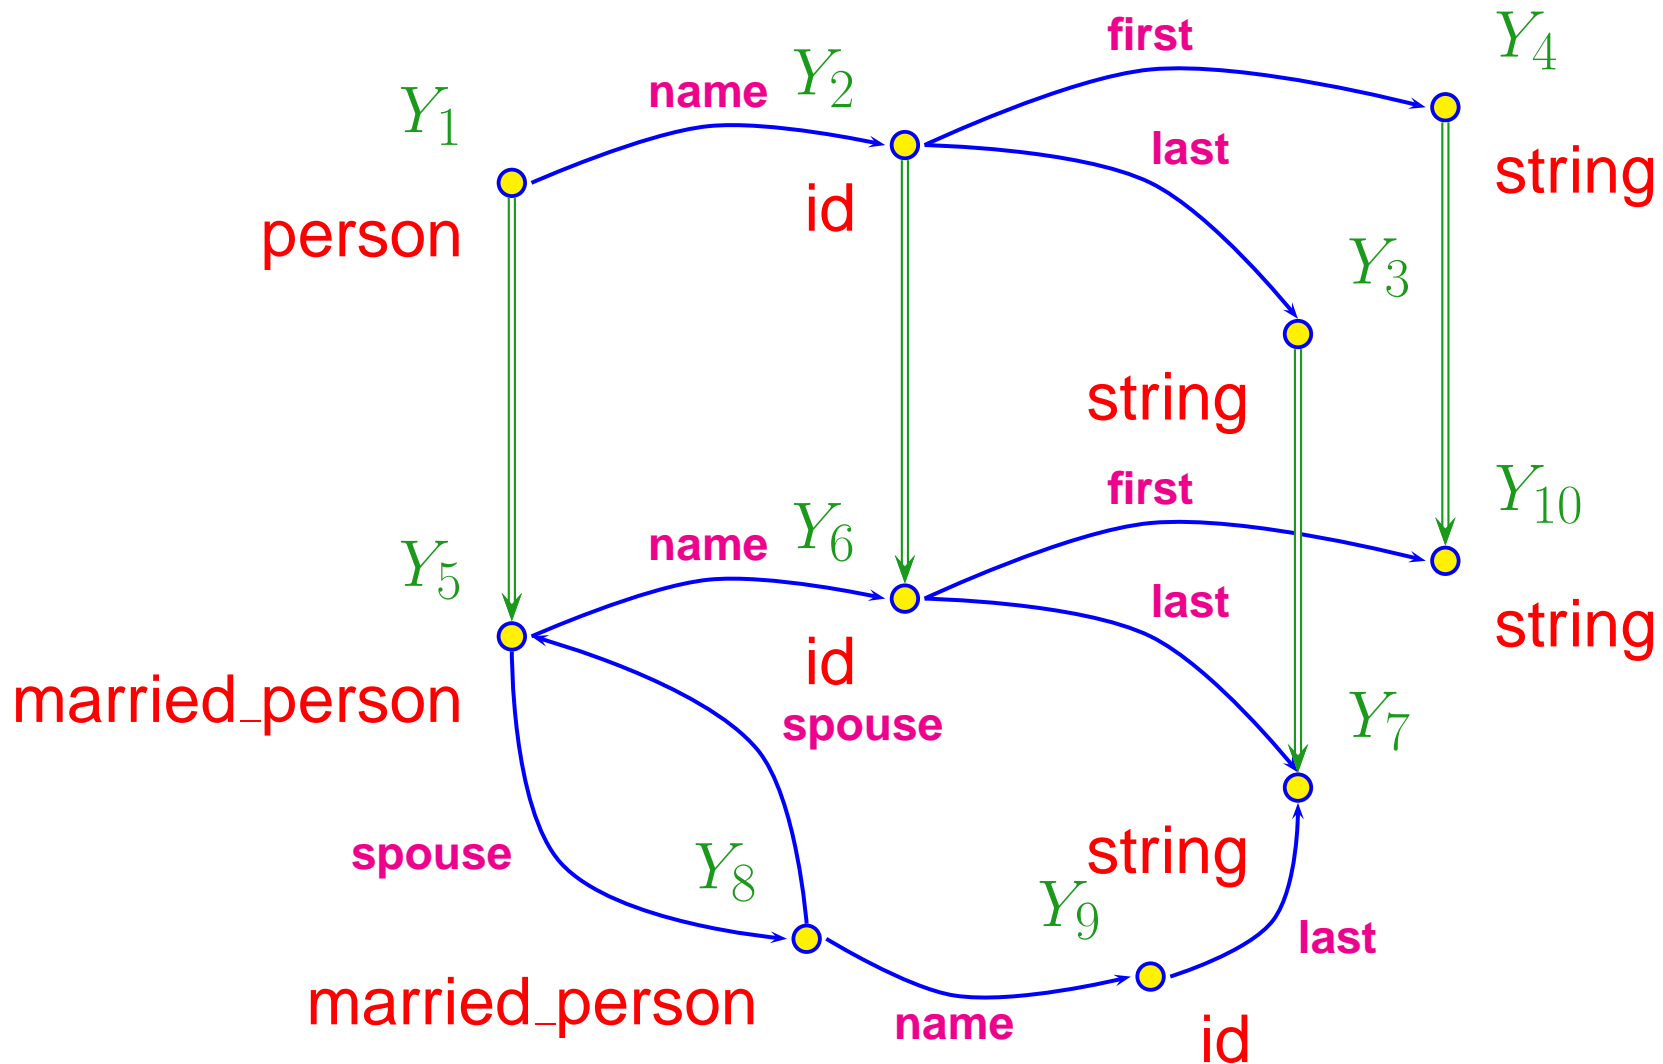 first
Y4
name
Y2
Y1
last
string
id
person
Y3
string
first
Y10
name
Y6
Y5
last
string
id
married_person
spouse
Y7
spouse
Y8
string
Y9
last
married_person
name
id